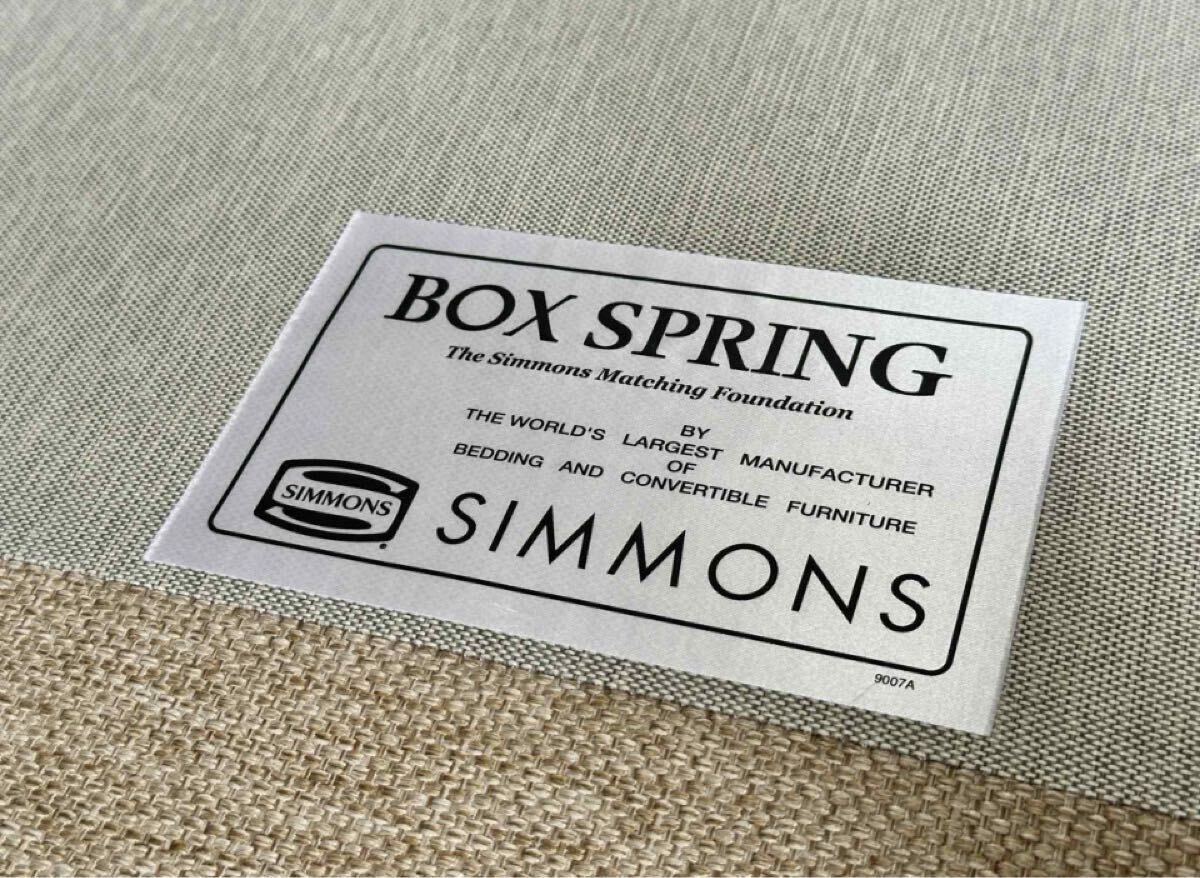 BOX SPRING
The Simmons Matching Foundation
BY
THE WORLD'S LARGEST MANUFACTURER
OF
BEDDING AND CONVERTIBLE FURNITURE
SIMMONS
SIMMONS
9007A